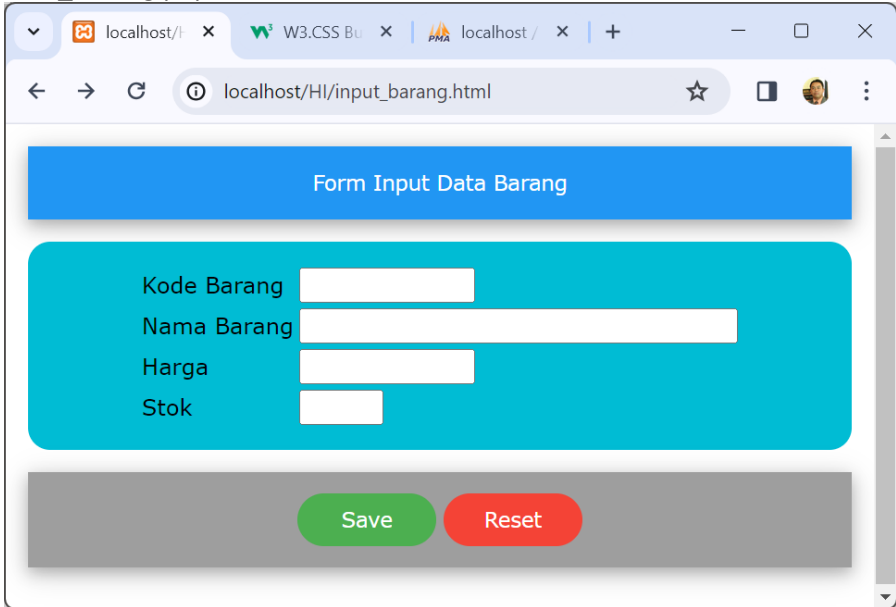 localhost/H
W3.CSS Bu
PMA
localhost /
localhost/HI/input_barang.html
Form Input Data Barang
Kode Barang
Nama Barang
Harga
Stok
Save Reset